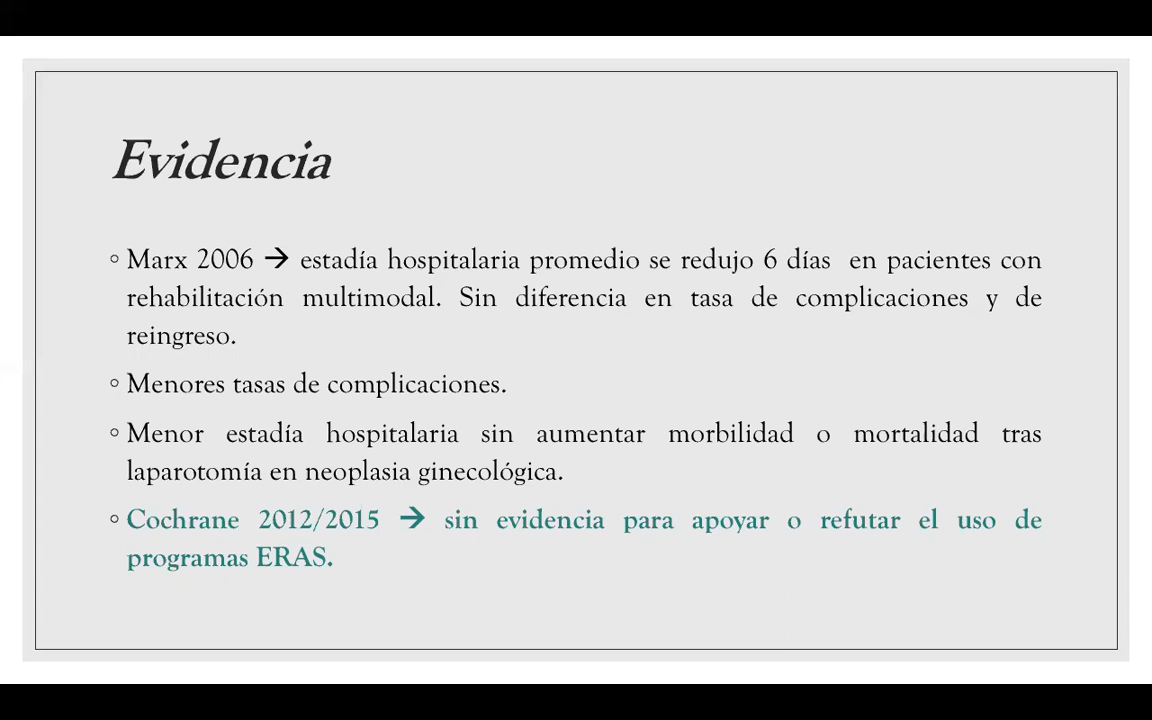 Evidencia
◦ Marx 2006 → estadía hospitalaria promedio se redujo 6 días en pacientes con
rehabilitación multimodal. Sin diferencia en tasa de complicaciones y de
reingreso.
◦ Menores tasas de complicaciones.
◦ Menor estadía hospitalaria sin aumentar morbilidad o mortalidad tras
laparotomía en neoplasia ginecológica.
◦ Cochrane 2012/2015 → sin evidencia para apoyar o refutar el uso de
programas ERAS.